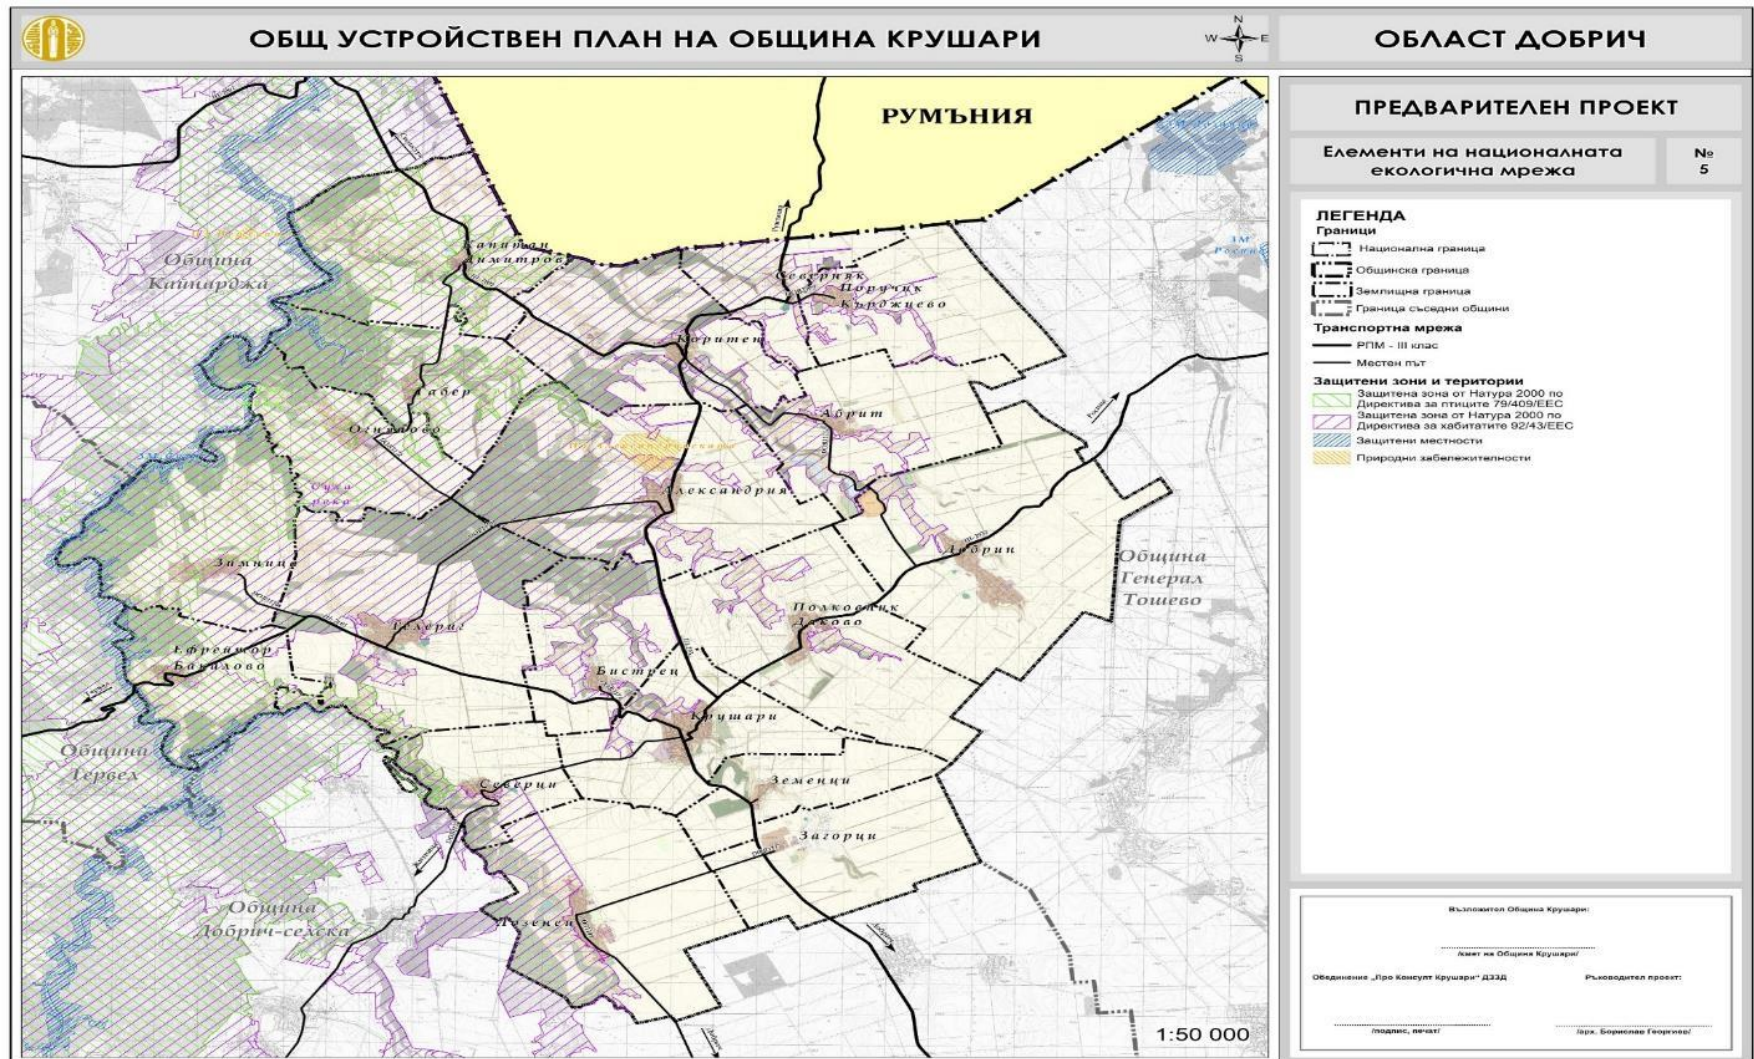 ОБЩ УСТРОЙСТВЕН ПЛАН НА ОБЩИНА КРУШАРИ
N
W E
S
ОБЛАСТ ДОБРИЧ
ПРЕДВАРИТЕЛЕН ПРОЕКТ
Елементи на националната
екологична мрежа
№
5
ЛЕГЕНДА
Граници
Национална граница
Общинска граница
Землищна граница
Граница съседни общини
Транспортна мрежа
РПМ - III клас
Местен път
Защитени зони и територии
Защитена зона от Натура 2000 по
Директива за птиците 79/409/ЕЕС
Защитена зона от Натура 2000 по
Директива за хабитатите 92/43/ЕЕС
Защитени местности
Природни забележителности
РУМЪНИЯ
Община
Кайнарджа
Капитан
Димитрово
Северняк
Поручик
Кърджиево
Коритен
Габер
Огняново
Абрит
Суха
река
Александрия
Добрин
Зимница
Община
Генерал
Тошево
Полковник
Дяково
Телериг
Ефрейтор
Бакалово
Бистрец
Крушари
Община
Тервел
Северци
Земенци
Загорци
Община
Добрич-селска
Лозенец
Добрич
1:50 000
Възложител Община Крушари:
/кмет на Община Крушари/
Обединение „Про Консулт Крушари“ ДЗЗД
Ръководител проект:
/подпис, печат/
/арх. Борислав Георгиев/